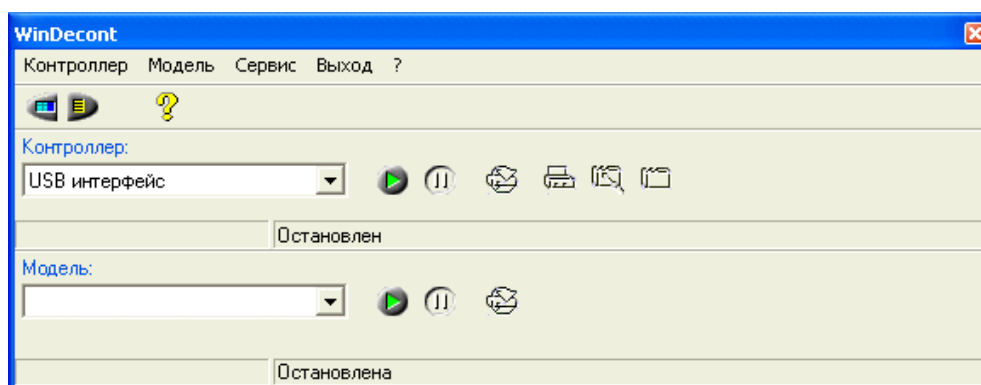 WinDecont
Контроллер Модель Сервис Выход ?
Контроллер:
USB интерфейс
Остановлен
Модель:
Остановлена